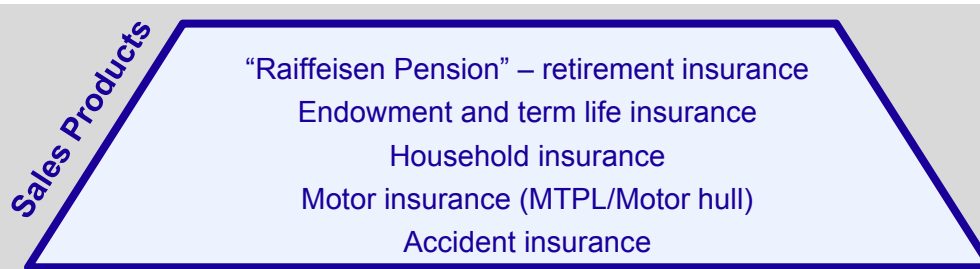 Sales Products
“Raiffeisen Pension” – retirement insurance
Endowment and term life insurance
Household insurance
Motor insurance (MTPL/Motor hull)
Accident insurance